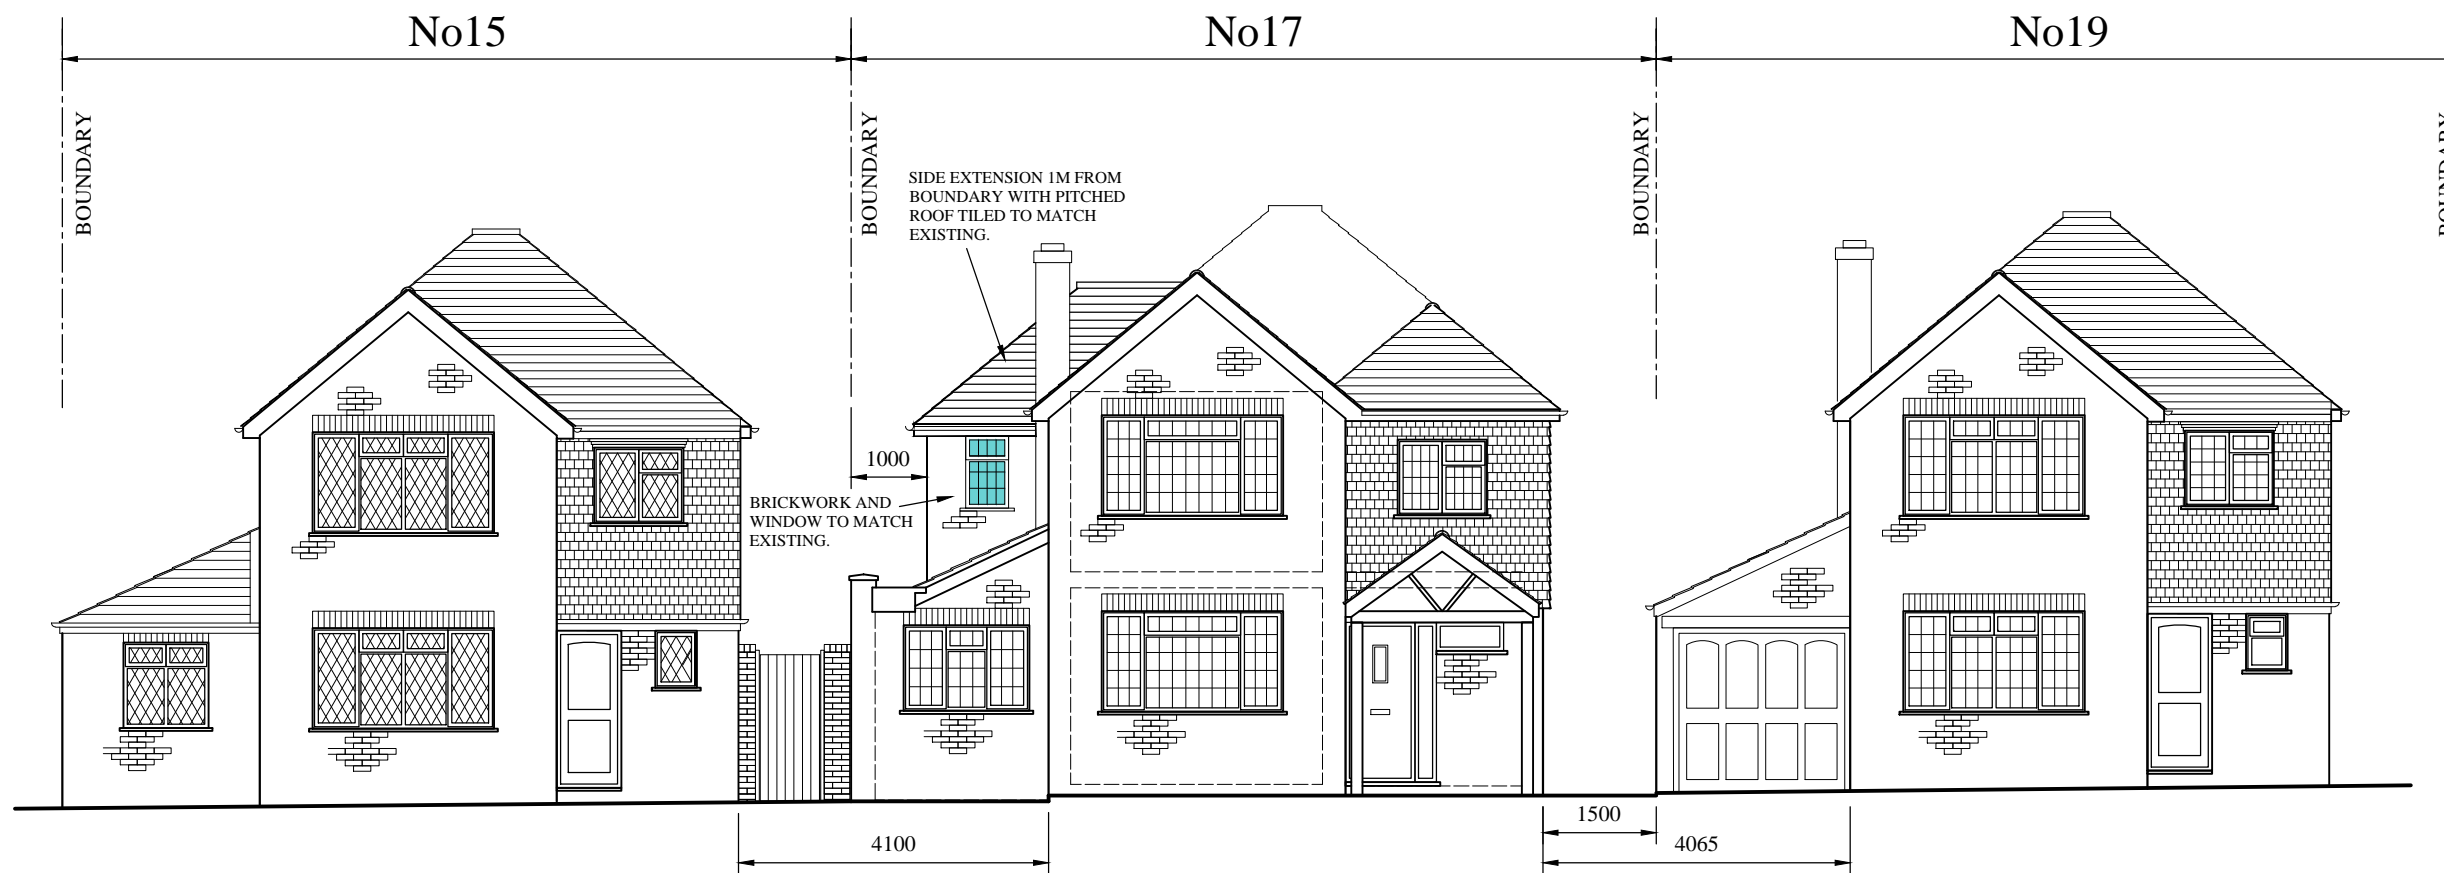 No15
No17
No19
BOUNDARY
BOUNDARY
BOUNDARY
BOUNDARY
SIDE EXTENSION 1M FROM
BOUNDARY WITH PITCHED
ROOF TILED TO MATCH
EXISTING.
1000
BRICKWORK AND
WINDOW TO MATCH
EXISTING.
1500
4100
4065